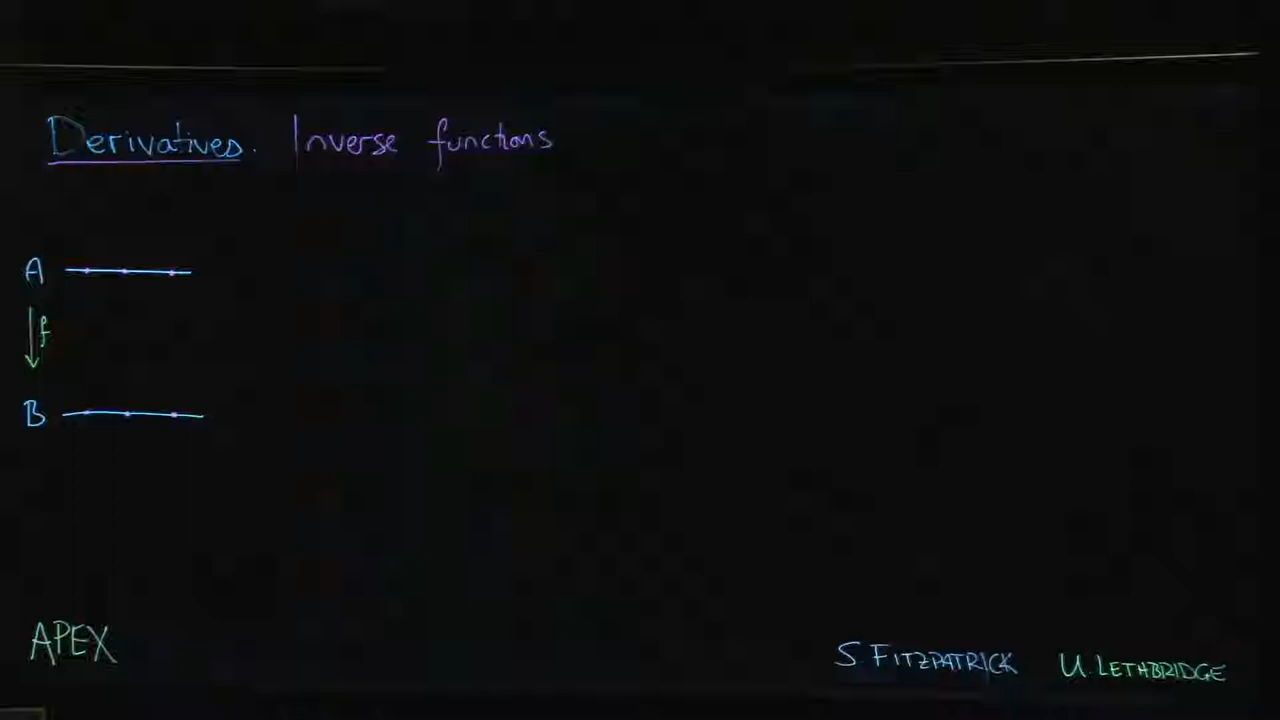 Derivatives. Inverse functions
A
f
B
APEX
S. FITZPATRICK U. LETHBRIDGE